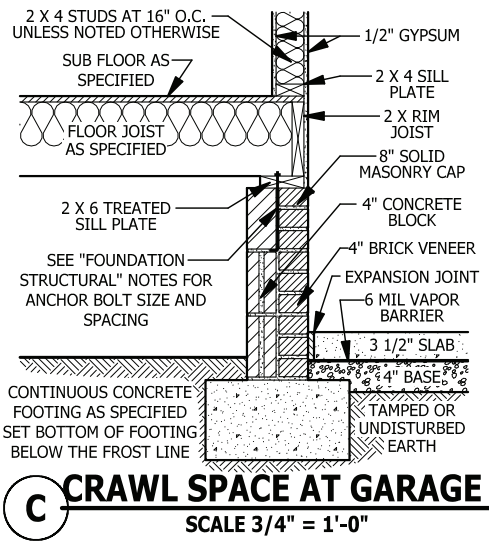 2 X 4 STUDS AT 16" O.C.
UNLESS NOTED OTHERWISE
1/2" GYPSUM
SUB FLOOR AS
SPECIFIED
2 X 4 SILL
PLATE
FLOOR JOIST
AS SPECIFIED
2 X RIM
JOIST
8" SOLID
MASONRY CAP
2 X 6 TREATED
SILL PLATE
4" CONCRETE
BLOCK
SEE "FOUNDATION
STRUCTURAL" NOTES FOR
ANCHOR BOLT SIZE AND
SPACING
4" BRICK VENEER
EXPANSION JOINT
6 MIL VAPOR
BARRIER
3 1/2" SLAB
4" BASE
CONTINUOUS CONCRETE
FOOTING AS SPECIFIED
SET BOTTOM OF FOOTING
BELOW THE FROST LINE
TAMPED OR
UNDISTURBED
EARTH
C
CRAWL SPACE AT GARAGE
SCALE 3/4" = 1'-0"